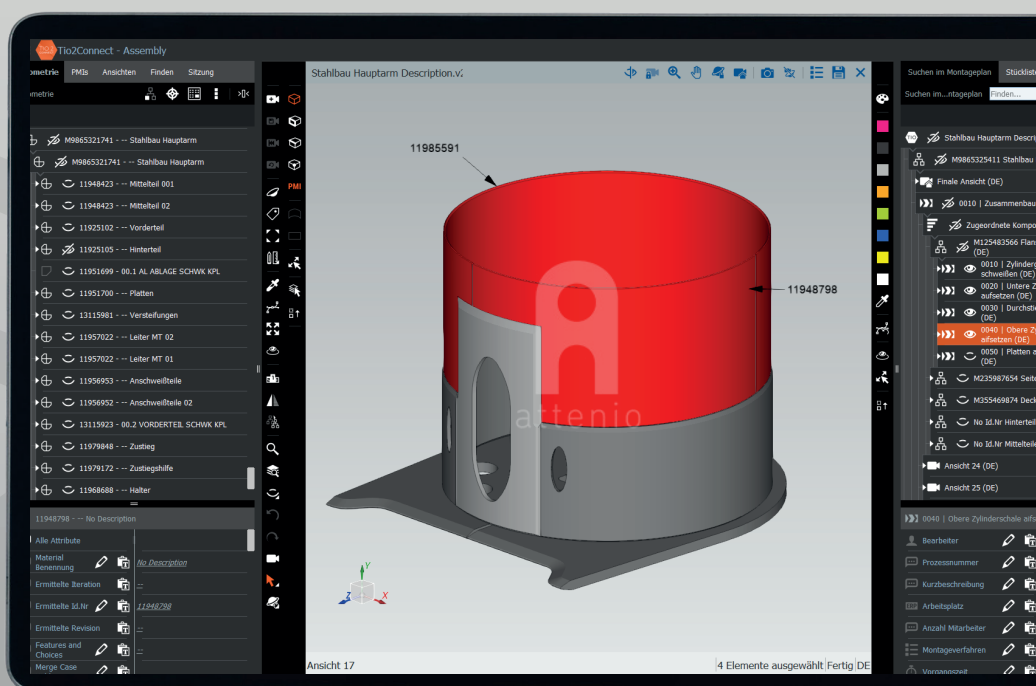 Tio2Connect - Assembly
PMIs
Ansichten
Finden
Sitzung
M9865321741 - -- Stahlbau Hauptarm
M9865321741 - -- Stahlbau Hauptarm
11948423 - -- Mittelteil 001
11948423 - -- Mittelteil 02
11925102 - -- Vorderteil
11925105 - -- Hinterteil
11951699 - 00.1 AL ABLAGE SCHWK KPL
11951700 - -- Platten
13115981 - -- Versteifungen
11957022 - -- Leiter MT 02
11957022 - -- Leiter MT 01
11956953 - -- Anschweißteile
11956952 - -- Anschweißteile 02
13115923 - 00.2 VORDERTEIL SCHWK KPL
11979848 - -- Zustieg
11979172 - -- Zustiegshilfe
11968688 - -- Halter
11948798 - -- No Description
Alle Attribute
Material
Benennung
No Description
Ermittelte Iteration
--
Ermittelte Id.Nr
11948798
Ermittelte Revision
--
Features and
Choices
--
Merge Case
PMI
Stahlbau Hauptarm Description.v
11985591
11948798
attenio
Y
Z
X
Ansicht 17
4 Elemente ausgewählt
Fertig
DE
Suchen im Montageplan
Stücklist
Suchen im...ntageplan
Finden...
Stahlbau Hauptarm Descri
M9865325411 Stahlbau
Finale Ansicht (DE)
0010 | Zusammenbau
Zugeordnete Kompo
M125483566 Flan
(DE)
0010 | Zylinder
schweißen (DE)
0020 | Untere Z
aufsetzen (DE)
0030 | Durchsti
(DE)
0040 | Obere Zy
aifsetzen (DE)
0050 | Platten a
(DE)
M235987654 Seite
M355469874 Deck
No Id.Nr Hinterteil
No Id.Nr Mittelteile
Ansicht 24 (DE)
Ansicht 25 (DE)
0040 | Obere Zylinderschale aifs
Bearbeiter
Prozessnummer
Kurzbeschreibung
Arbeitsplatz
Anzahl Mitarbeiter
Montageverfahren
Vorgangszeit